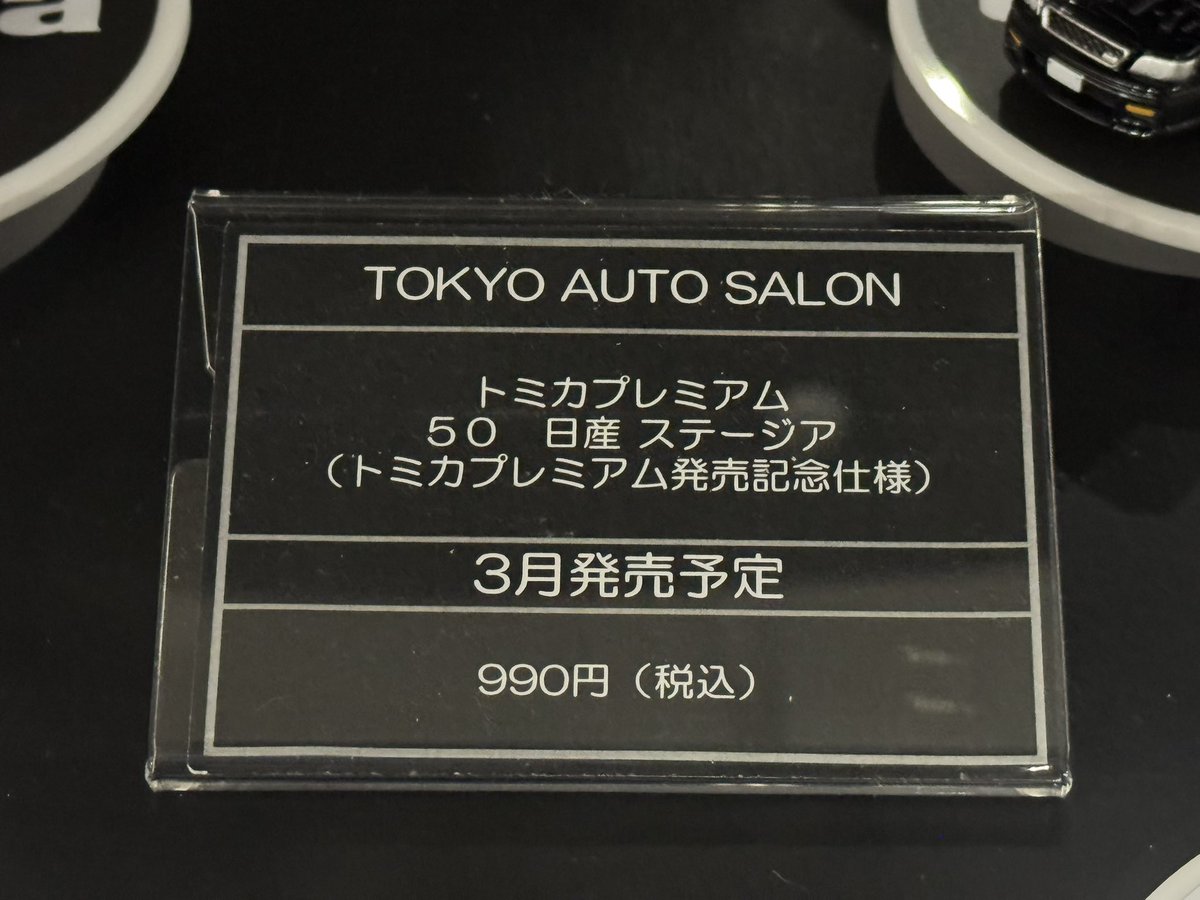 TOKYO AUTO SALON
トミカプレミアム
５０　日産 ステージア
（トミカプレミアム発売記念仕様）
3月発売予定
990円（税込）